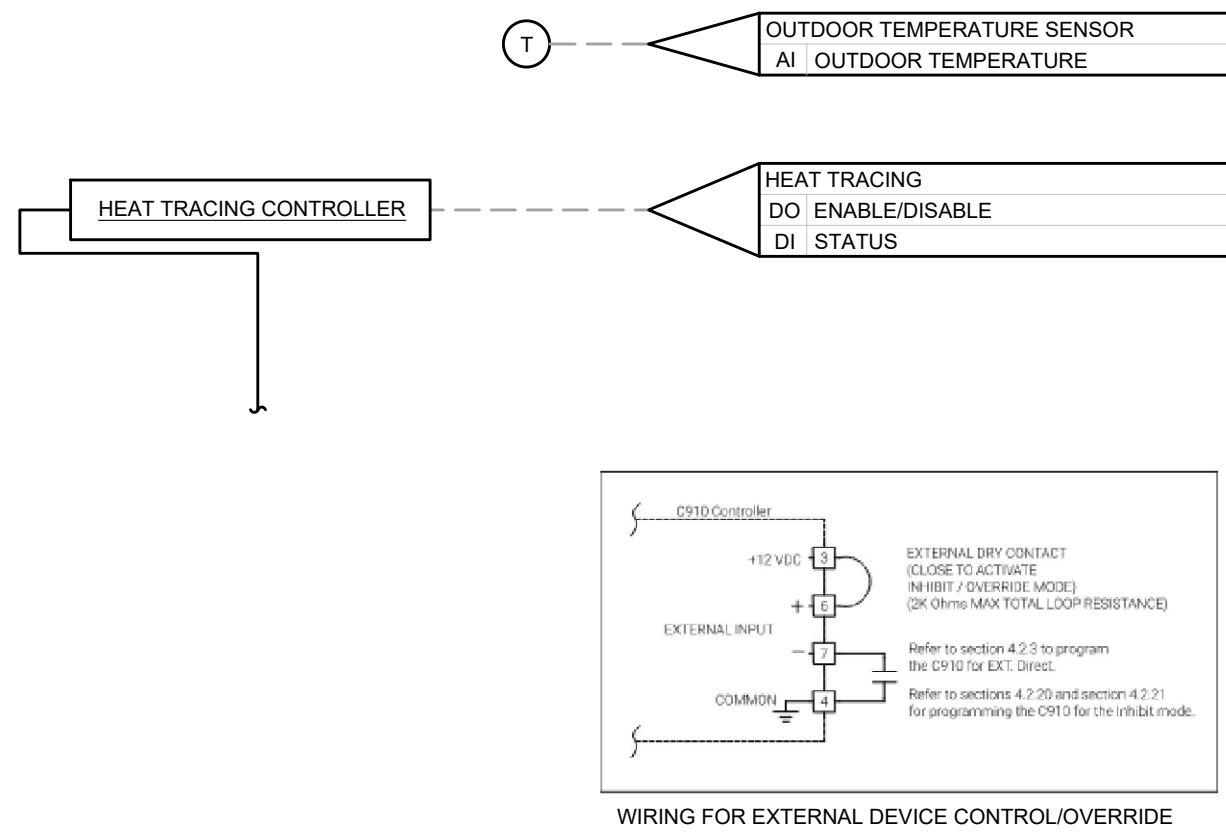 T
OUTDOOR TEMPERATURE SENSOR
AI OUTDOOR TEMPERATURE
HEAT TRACING CONTROLLER
HEAT TRACING
DO ENABLE/DISABLE
DI STATUS
C910 Controller
+12 VDC 3
+ 6
EXTERNAL INPUT
− 7
COMMON 4
EXTERNAL DRY CONTACT
(CLOSE TO ACTIVATE
INHIBIT / OVERRIDE MODE)
(2K Ohms MAX TOTAL LOOP RESISTANCE)
Refer to section 4.2.3 to program
the C910 for EXT. Direct.
Refer to sections 4.2.20 and section 4.2.21
for programming the C910 for the Inhibit mode.
WIRING FOR EXTERNAL DEVICE CONTROL/OVERRIDE